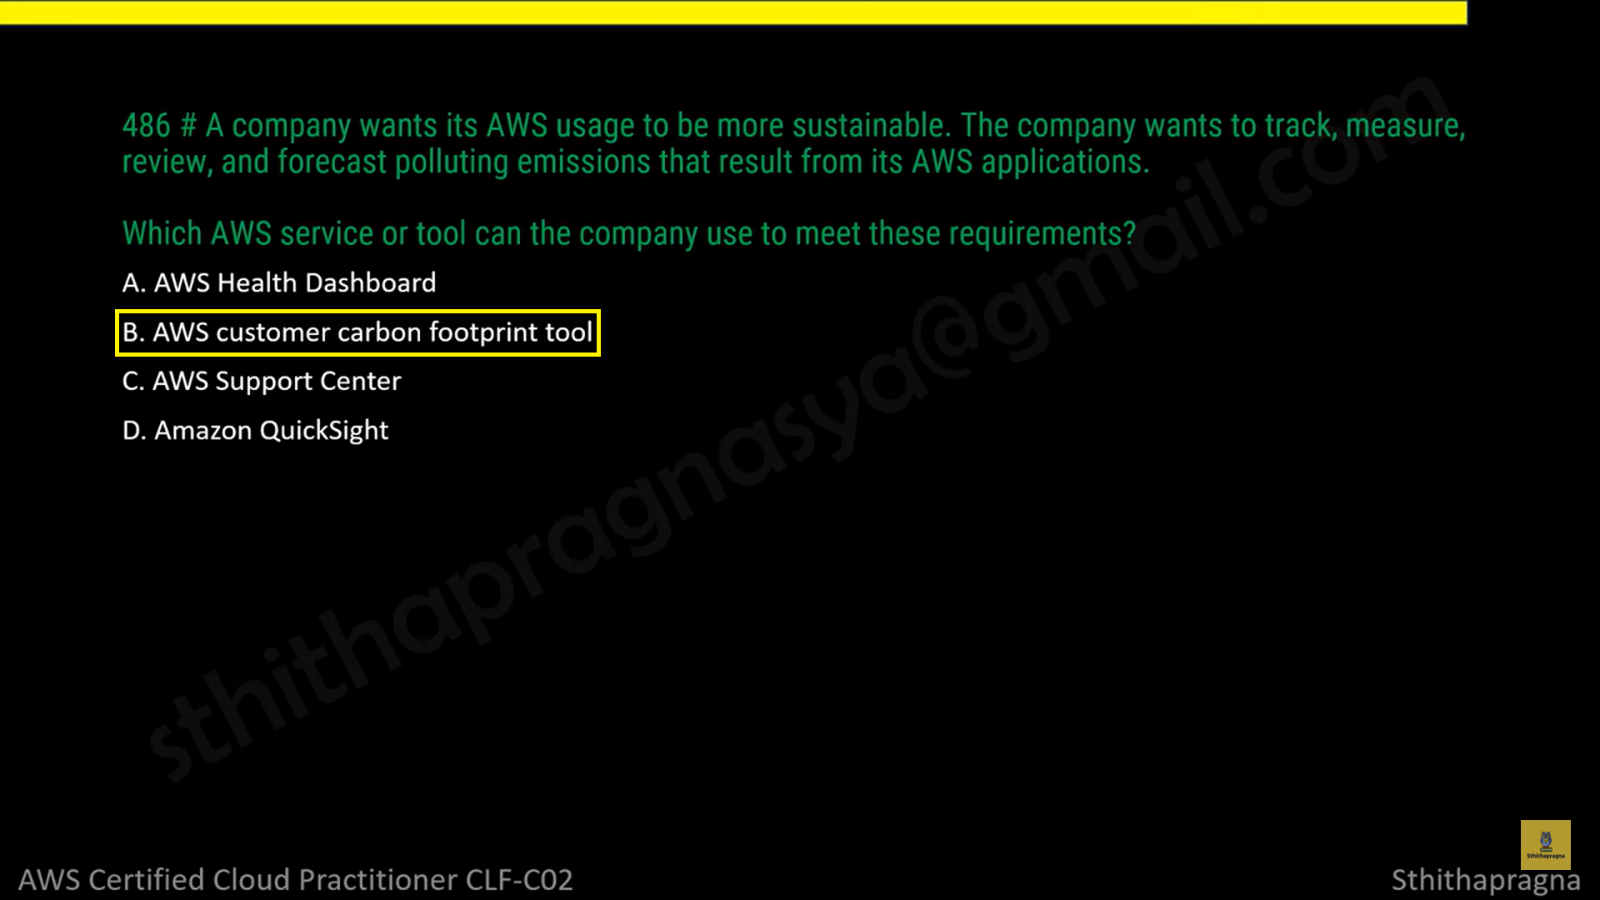 486 # A company wants its AWS usage to be more sustainable. The company wants to track, measure,
review, and forecast polluting emissions that result from its AWS applications.
Which AWS service or tool can the company use to meet these requirements?
A. AWS Health Dashboard
B. AWS customer carbon footprint tool
C. AWS Support Center
D. Amazon QuickSight
sthithapragnasya@gmail.com
Sthithapragna
AWS Certified Cloud Practitioner CLF-C02
Sthithapragna